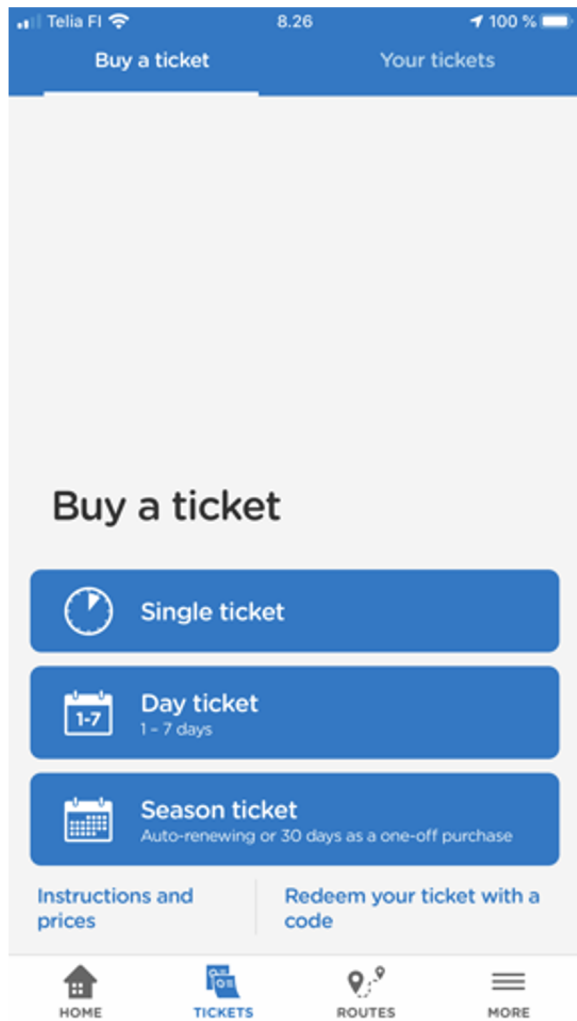 Telia FI 8.26 100 %
Buy a ticket Your tickets
Buy a ticket
Single ticket
1-7
Day ticket
1 – 7 days
Season ticket
Auto-renewing or 30 days as a one-off purchase
Instructions and
prices
Redeem your ticket with a
code
HOME TICKETS ROUTES MORE